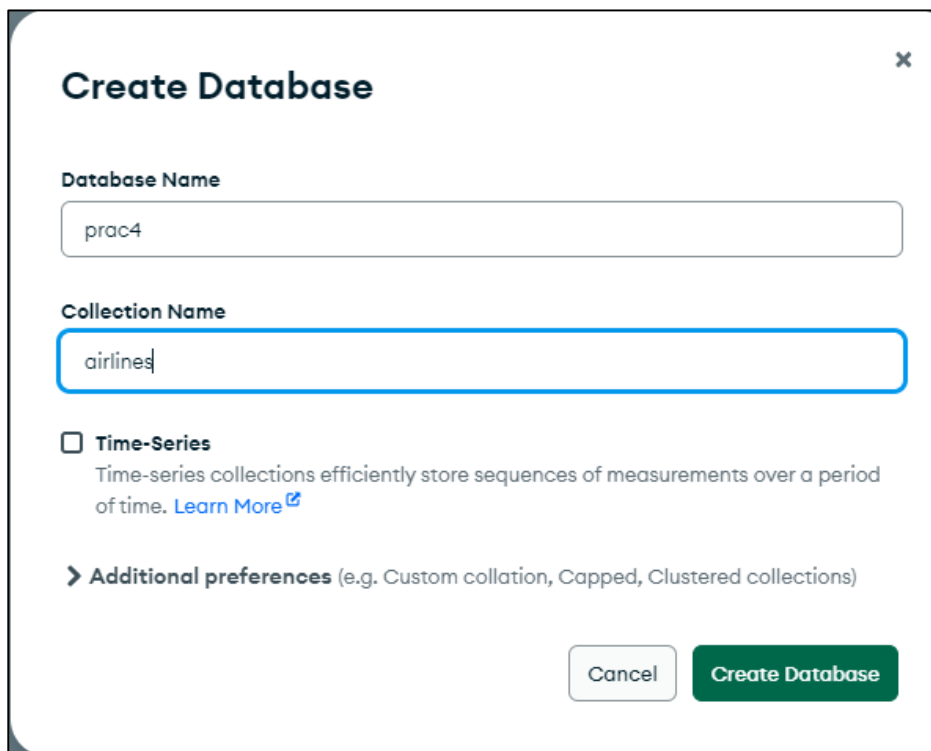 Create Database
Database Name
prac4
Collection Name
airlines
Time-Series
Time-series collections efficiently store sequences of measurements over a period
of time. Learn More
Additional preferences (e.g. Custom collation, Capped, Clustered collections)
Cancel Create Database